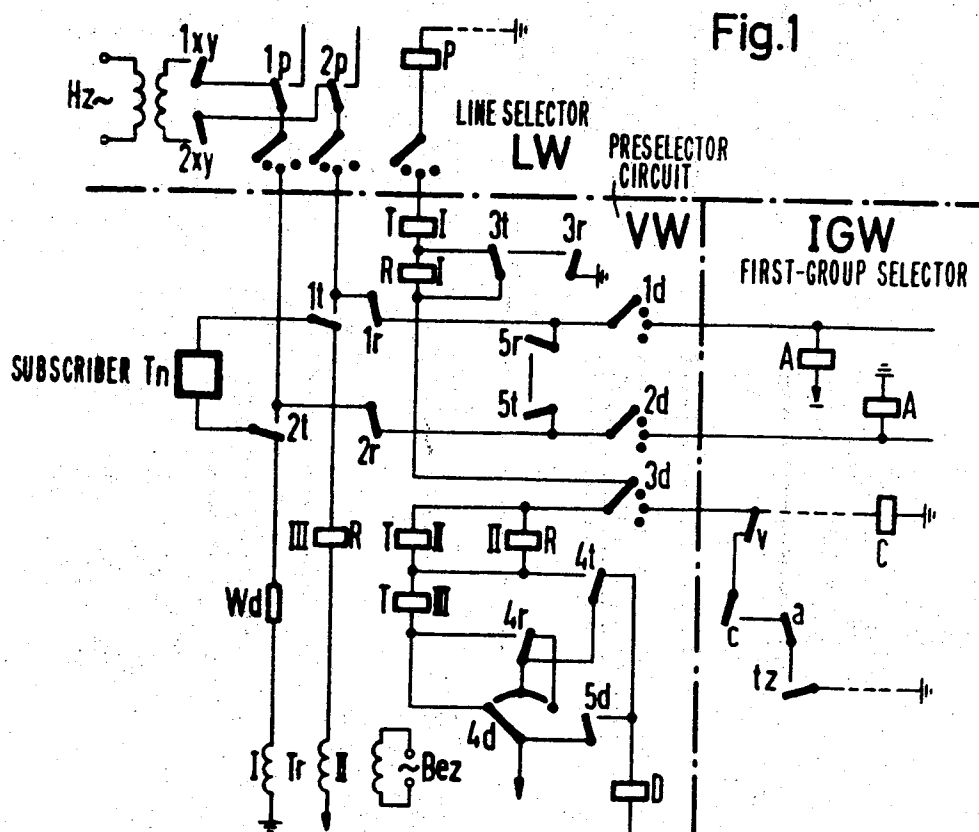 Fig.1
1xy
1p
2p
P
Hz~
LINE SELECTOR
LW
2xy
PRESELECTOR
CIRCUIT
VW
IGW
FIRST-GROUP SELECTOR
T I
3t
3r
R I
1t
1r
1d
5r
SUBSCRIBER Tn
A
5t
2d
A
2t
2r
3d
III R
T II
II R
4t
v
C
Wd
T III
4r
c
a
tz
5d
4d
I Tr II
~Bez
D